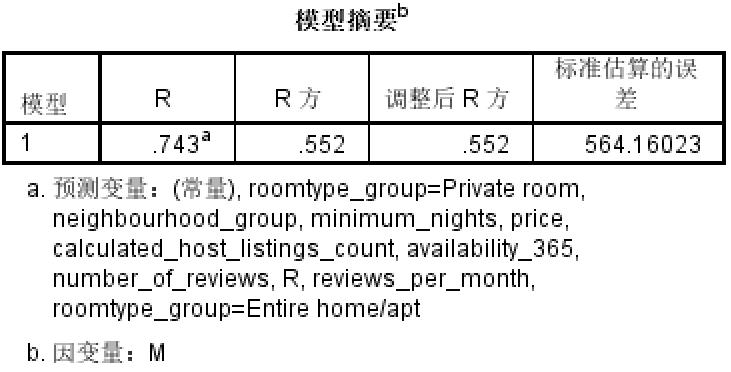 模型摘要b
模型 R R 方 调整后 R 方 标准估算的误
差
1 .743a .552 .552 564.16023
a. 预测变量：(常量), roomtype_group=Private room,
neighbourhood_group, minimum_nights, price,
calculated_host_listings_count, availability_365,
number_of_reviews, R, reviews_per_month,
roomtype_group=Entire home/apt
b. 因变量：M